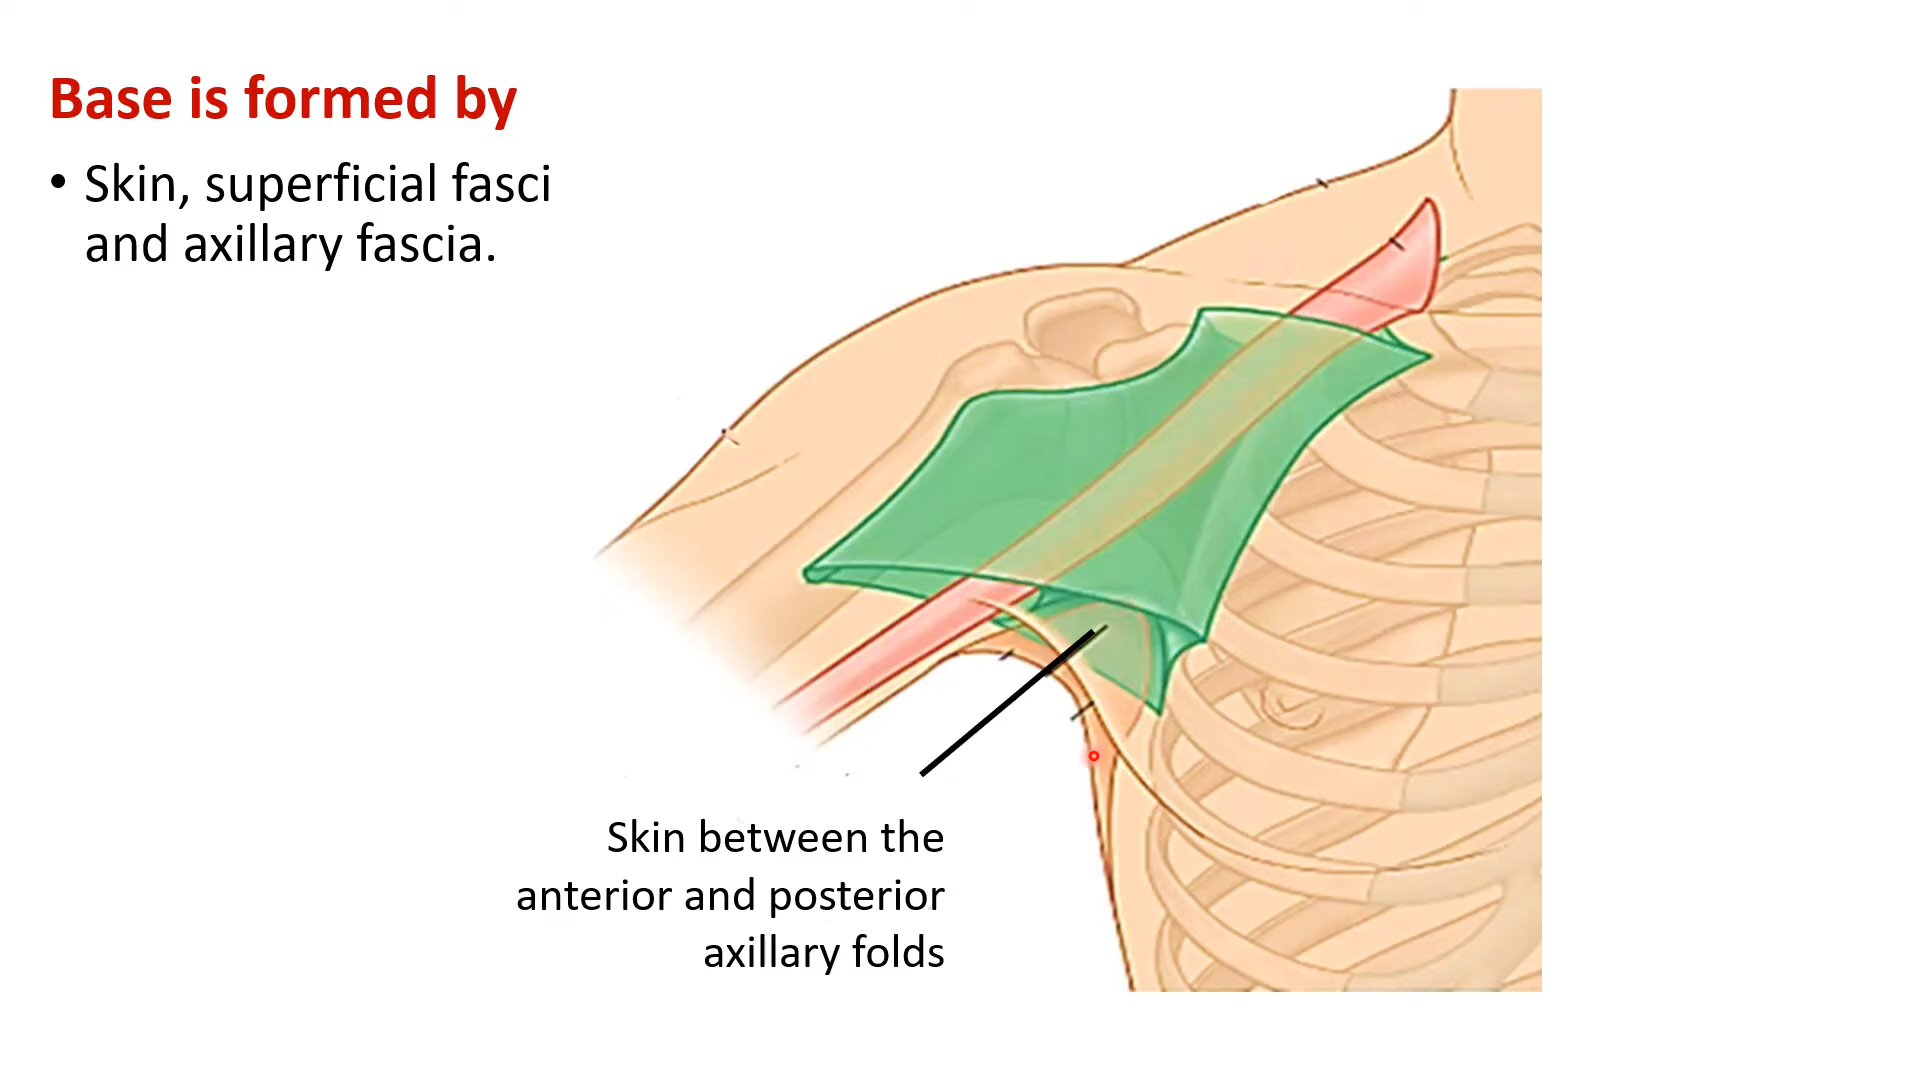 Base is formed by
• Skin, superficial fasci
and axillary fascia.
Skin between the
anterior and posterior
axillary folds